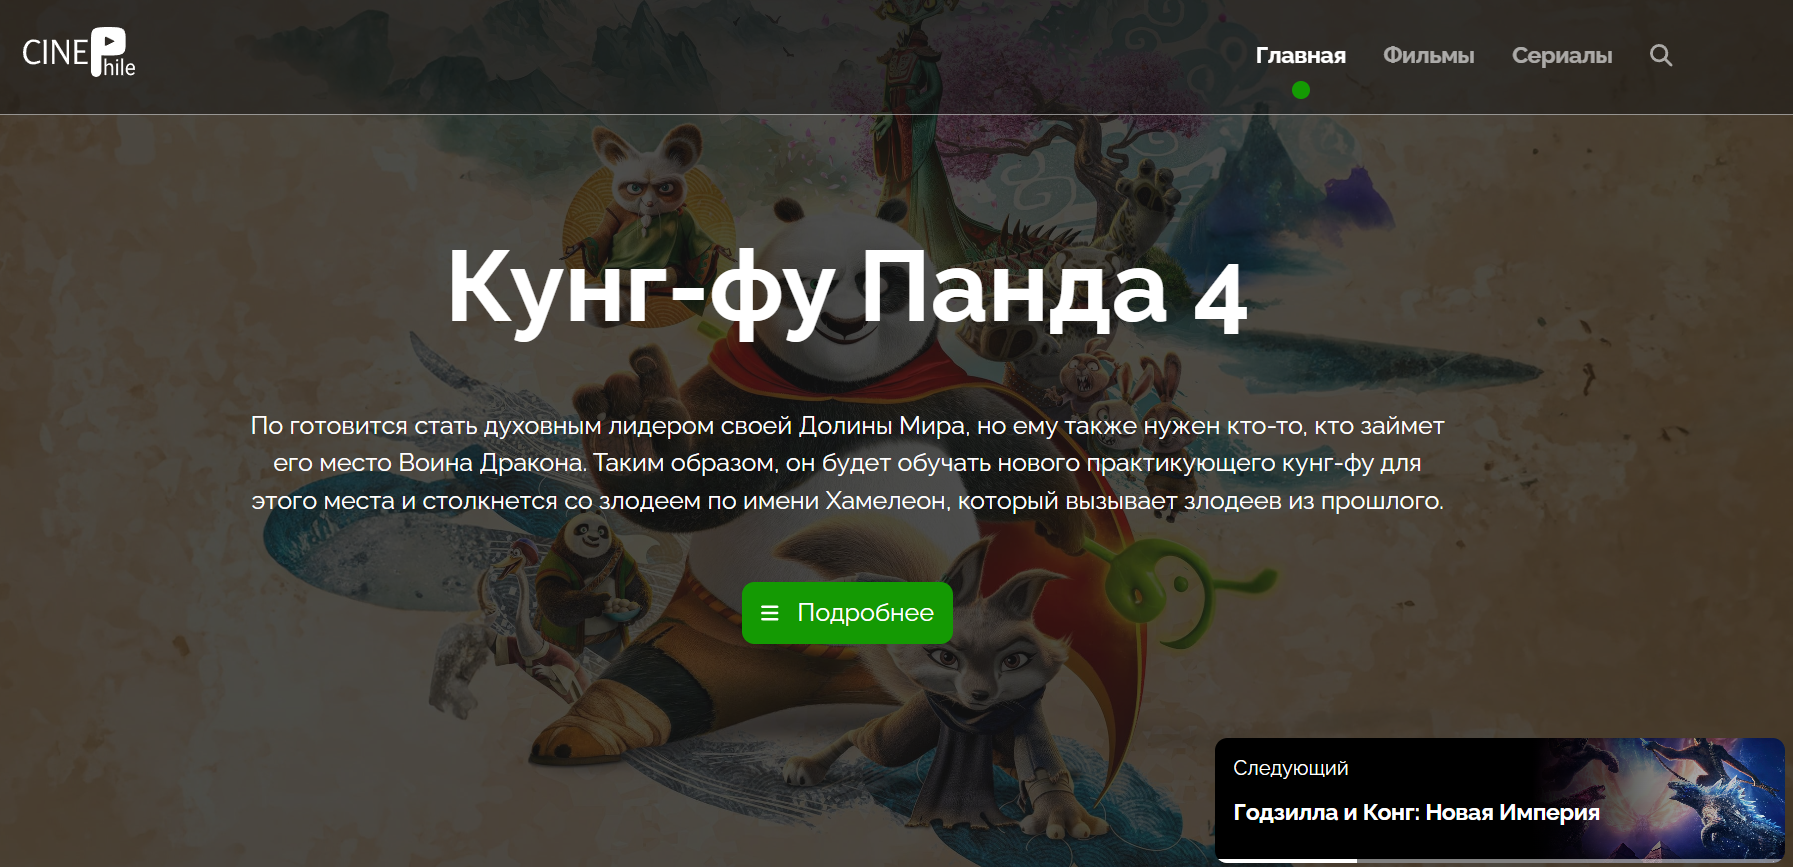 CINEPhile
Главная
Фильмы
Сериалы
Кунг-фу Панда 4
По готовится стать духовным лидером своей Долины Мира, но ему также нужен кто-то, кто займет
его место Воина Дракона. Таким образом, он будет обучать нового практикующего кунг-фу для
этого места и столкнется со злодеем по имени Хамелеон, который вызывает злодеев из прошлого.
Подробнее
Следующий
Годзилла и Конг: Новая Империя